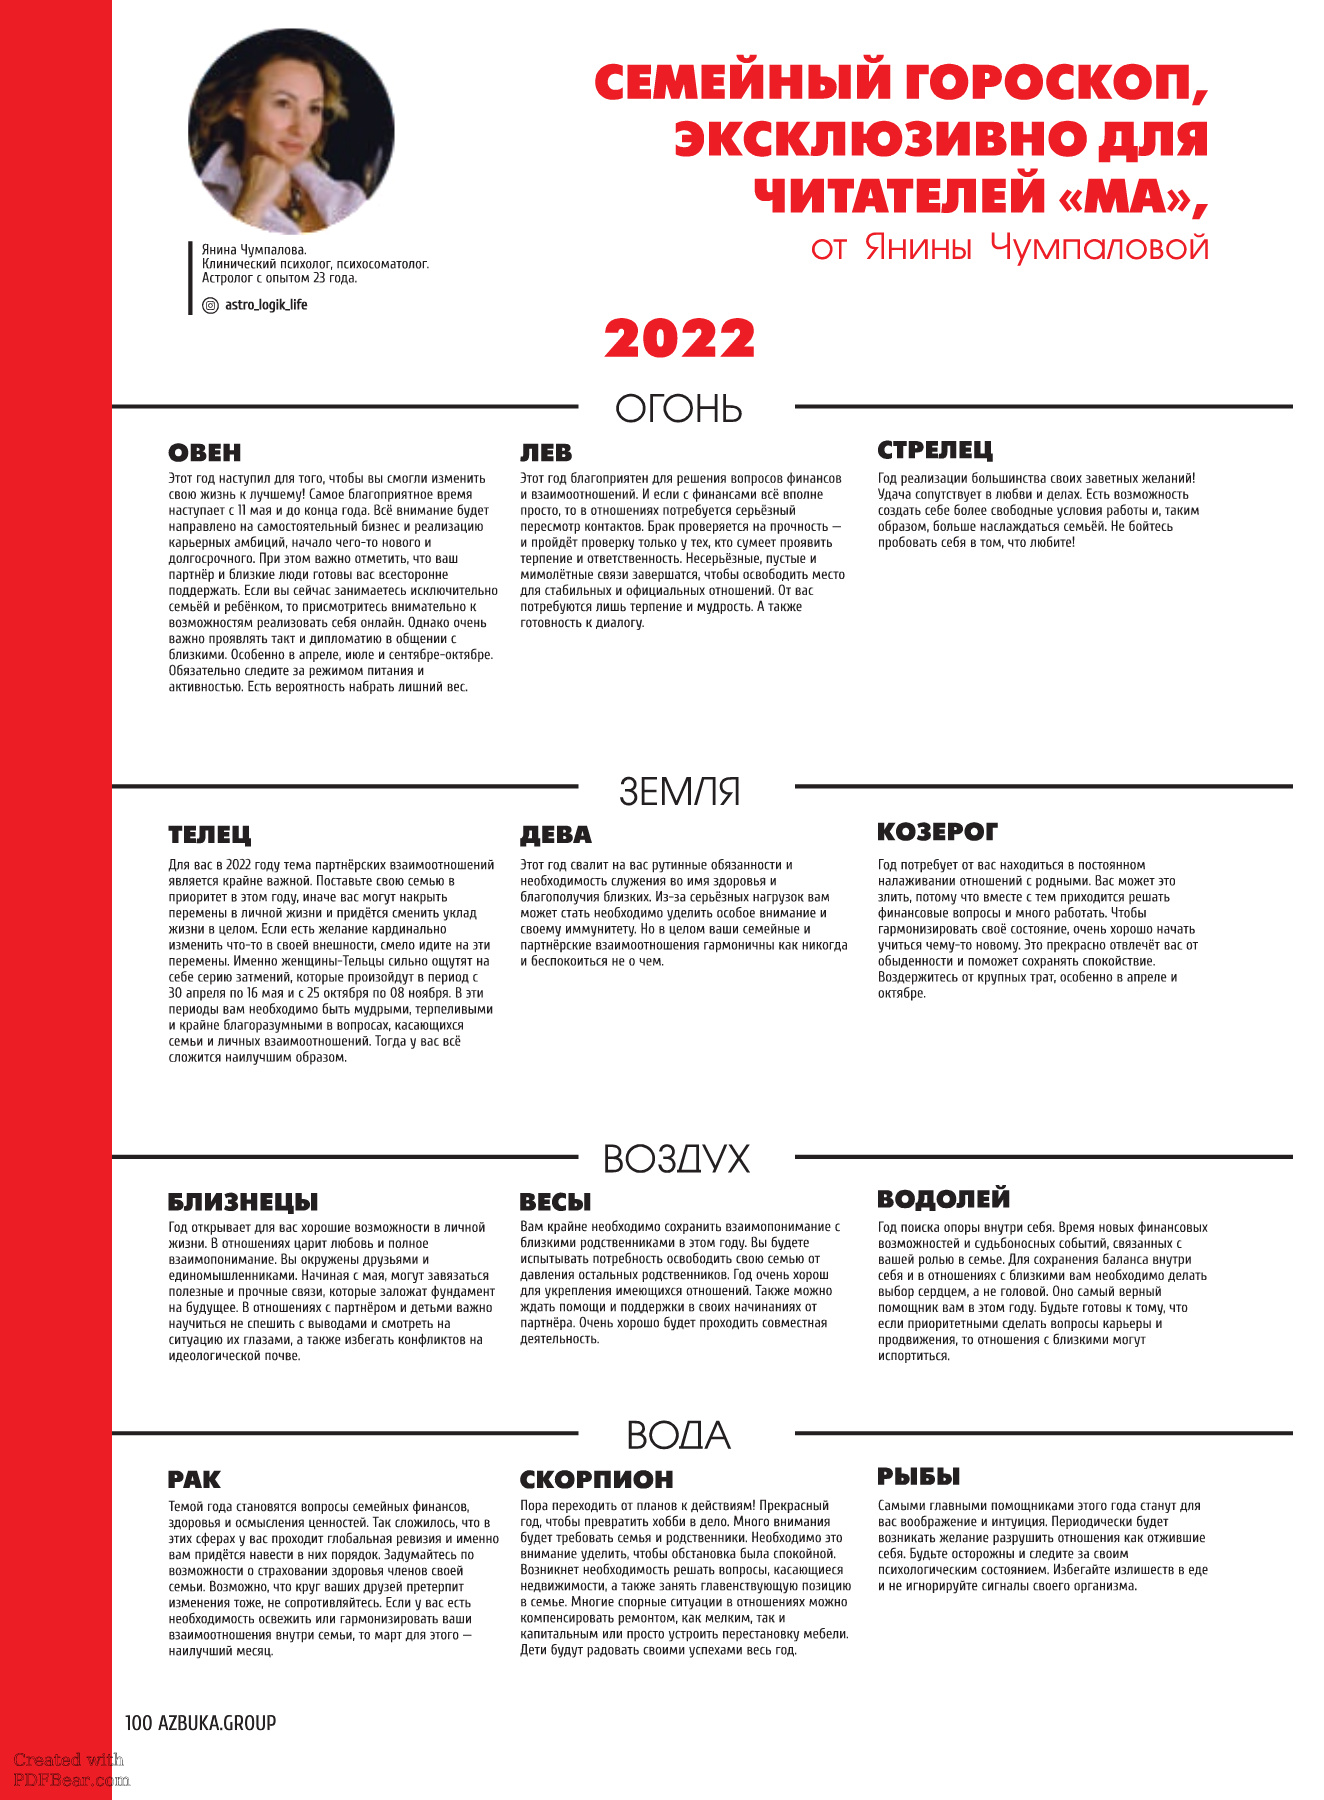 СЕМЕЙНЫЙ ГОРОСКОП,
ЭКСКЛЮЗИВНО ДЛЯ
ЧИТАТЕЛЕЙ «МА»,
от Янины Чумпаловой
Янина Чумпалова.
Клинический психолог, психосоматолог.
Астролог с опытом 23 года.
astro_logik_life
2022
ОГОНЬ
ОВЕН
Этот год наступил для того, чтобы вы смогли изменить
свою жизнь к лучшему! Самое благоприятное время
наступает с 11 мая и до конца года. Всё внимание будет
направлено на самостоятельный бизнес и реализацию
карьерных амбиций, начало чего-то нового и
долгосрочного. При этом важно отметить, что ваш
партнёр и близкие люди готовы вас всесторонне
поддержать. Если вы сейчас занимаетесь исключительно
семьёй и ребёнком, то присмотритесь внимательно к
возможностям реализовать себя онлайн. Однако очень
важно проявлять такт и дипломатию в общении с
близкими. Особенно в апреле, июле и сентябре-октябре.
Обязательно следите за режимом питания и
активностью. Есть вероятность набрать лишний вес.
ЛЕВ
Этот год благоприятен для решения вопросов финансов
и взаимоотношений. И если с финансами всё вполне
просто, то в отношениях потребуется серьёзный
пересмотр контактов. Брак проверяется на прочность —
и пройдёт проверку только у тех, кто сумеет проявить
терпение и ответственность. Несерьёзные, пустые и
мимолётные связи завершатся, чтобы освободить место
для стабильных и официальных отношений. От вас
потребуются лишь терпение и мудрость. А также
готовность к диалогу.
СТРЕЛЕЦ
Год реализации большинства своих заветных желаний!
Удача сопутствует в любви и делах. Есть возможность
создать себе более свободные условия работы и, таким
образом, больше наслаждаться семьёй. Не бойтесь
пробовать себя в том, что любите!
ЗЕМЛЯ
ТЕЛЕЦ
Для вас в 2022 году тема партнёрских взаимоотношений
является крайне важной. Поставьте свою семью в
приоритет в этом году, иначе вас могут накрыть
перемены в личной жизни и придётся сменить уклад
жизни в целом. Если есть желание кардинально
изменить что-то в своей внешности, смело идите на эти
перемены. Именно женщины-Тельцы сильно ощутят на
себе серию затмений, которые произойдут в период с
30 апреля по 16 мая и с 25 октября по 08 ноября. В эти
периоды вам необходимо быть мудрыми, терпеливыми
и крайне благоразумными в вопросах, касающихся
семьи и личных взаимоотношений. Тогда у вас всё
сложится наилучшим образом.
ДЕВА
Этот год свалит на вас рутинные обязанности и
необходимость служения во имя здоровья и
благополучия близких. Из-за серьёзных нагрузок вам
может стать необходимо уделить особое внимание и
своему иммунитету. Но в целом ваши семейные и
партнёрские взаимоотношения гармоничны как никогда
и беспокоиться не о чем.
КОЗЕРОГ
Год потребует от вас находиться в постоянном
налаживании отношений с родными. Вас может это
злить, потому что вместе с тем приходится решать
финансовые вопросы и много работать. Чтобы
гармонизировать своё состояние, очень хорошо начать
учиться чему-то новому. Это прекрасно отвлечёт вас от
обыденности и поможет сохранять спокойствие.
Воздержитесь от крупных трат, особенно в апреле и
октябре.
ВОЗДУХ
БЛИЗНЕЦЫ
Год открывает для вас хорошие возможности в личной
жизни. В отношениях царит любовь и полное
взаимопонимание. Вы окружены друзьями и
единомышленниками. Начиная с мая, могут завязаться
полезные и прочные связи, которые заложат фундамент
на будущее. В отношениях с партнёром и детьми важно
научиться не спешить с выводами и смотреть на
ситуацию их глазами, а также избегать конфликтов на
идеологической почве.
ВЕСЫ
Вам крайне необходимо сохранить взаимопонимание с
близкими родственниками в этом году. Вы будете
испытывать потребность освободить свою семью от
давления остальных родственников. Год очень хорош
для укрепления имеющихся отношений. Также можно
ждать помощи и поддержки в своих начинаниях от
партнёра. Очень хорошо будет проходить совместная
деятельность.
ВОДОЛЕЙ
Год поиска опоры внутри себя. Время новых финансовых
возможностей и судьбоносных событий, связанных с
вашей ролью в семье. Для сохранения баланса внутри
себя и в отношениях с близкими вам необходимо делать
выбор сердцем, а не головой. Оно самый верный
помощник вам в этом году. Будьте готовы к тому, что
если приоритетными сделать вопросы карьеры и
продвижения, то отношения с близкими могут
испортиться.
ВОДА
РАК
Темой года становятся вопросы семейных финансов,
здоровья и осмысления ценностей. Так сложилось, что в
этих сферах у вас проходит глобальная ревизия и именно
вам придётся навести в них порядок. Задумайтесь по
возможности о страховании здоровья членов своей
семьи. Возможно, что круг ваших друзей претерпит
изменения тоже, не сопротивляйтесь. Если у вас есть
необходимость освежить или гармонизировать ваши
взаимоотношения внутри семьи, то март для этого —
наилучший месяц.
СКОРПИОН
Пора переходить от планов к действиям! Прекрасный
год, чтобы превратить хобби в дело. Много внимания
будет требовать семья и родственники. Необходимо это
внимание уделить, чтобы обстановка была спокойной.
Возникнет необходимость решать вопросы, касающиеся
недвижимости, а также занять главенствующую позицию
в семье. Многие спорные ситуации в отношениях можно
компенсировать ремонтом, как мелким, так и
капитальным или просто устроить перестановку мебели.
Дети будут радовать своими успехами весь год.
РЫБЫ
Самыми главными помощниками этого года станут для
вас воображение и интуиция. Периодически будет
возникать желание разрушить отношения как отжившие
себя. Будьте осторожны и следите за своим
психологическим состоянием. Избегайте излишеств в еде
и не игнорируйте сигналы своего организма.
100 AZBUKA.GROUP
Created with
PDFBear.com